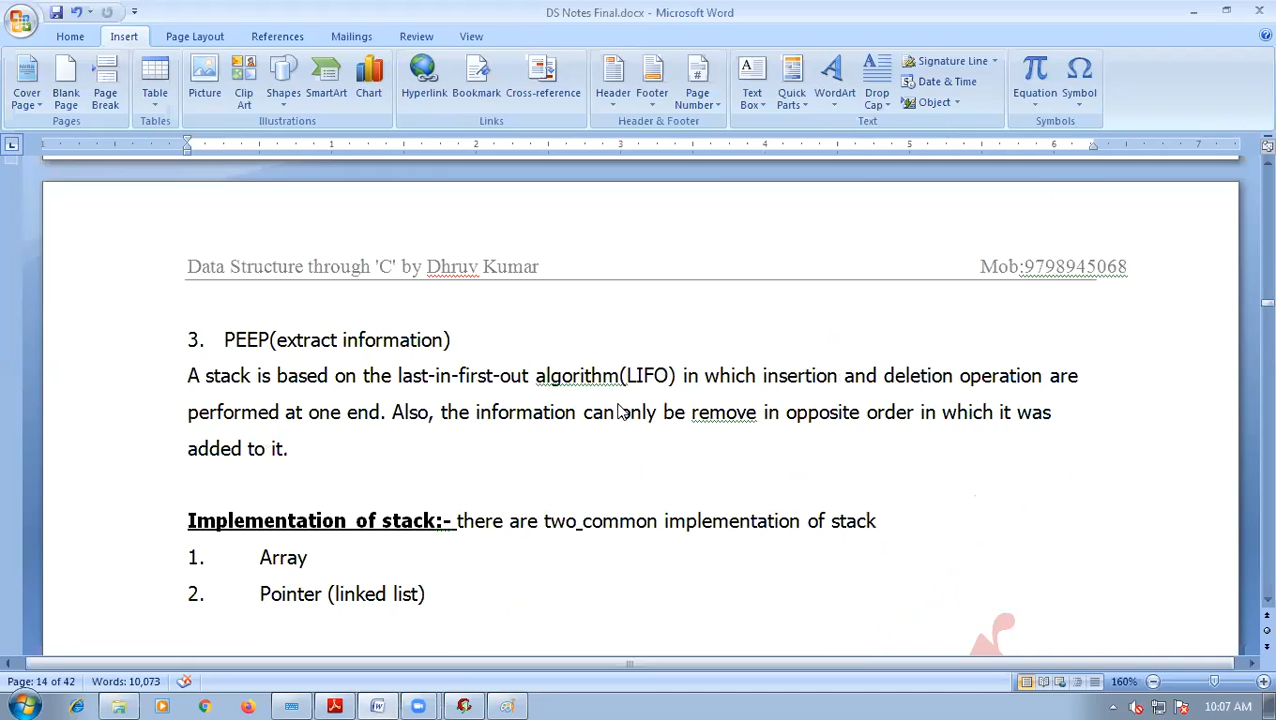 DS Notes Final.docx - Microsoft Word
Home Insert Page Layout References Mailings Review View
Cover Page Blank Page Page Break Table Picture Clip Art Shapes SmartArt Chart Hyperlink Bookmark Cross-reference Header Footer Page Number Text Box Quick Parts WordArt Drop Cap Signature Line Date & Time Object Equation Symbol
Pages Tables Illustrations Links Header & Footer Text Symbols
1 2 3 4 5 6 7
Data Structure through 'C' by Dhruv Kumar Mob:9798945068
3. PEEP(extract information)
A stack is based on the last-in-first-out algorithm(LIFO) in which insertion and deletion operation are
performed at one end. Also, the information can only be remove in opposite order in which it was
added to it.
Implementation of stack:- there are two common implementation of stack
1. Array
2. Pointer (linked list)
Page: 14 of 42 Words: 10,073 160%
10:07 AM